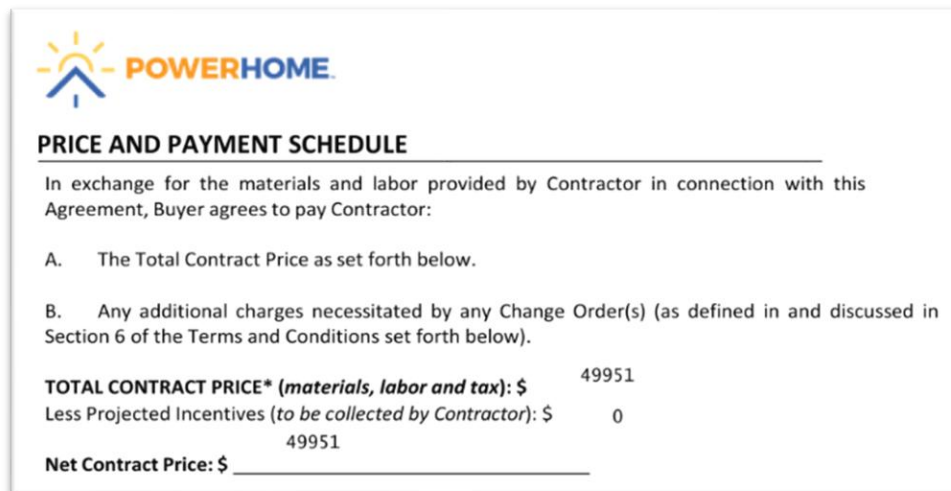 POWERHOME
PRICE AND PAYMENT SCHEDULE
In exchange for the materials and labor provided by Contractor in connection with this
Agreement, Buyer agrees to pay Contractor:
A. The Total Contract Price as set forth below.
B. Any additional charges necessitated by any Change Order(s) (as defined in and discussed in
Section 6 of the Terms and Conditions set forth below).
TOTAL CONTRACT PRICE* (materials, labor and tax): $ 49951
Less Projected Incentives (to be collected by Contractor): $ 0
Net Contract Price: $ 49951